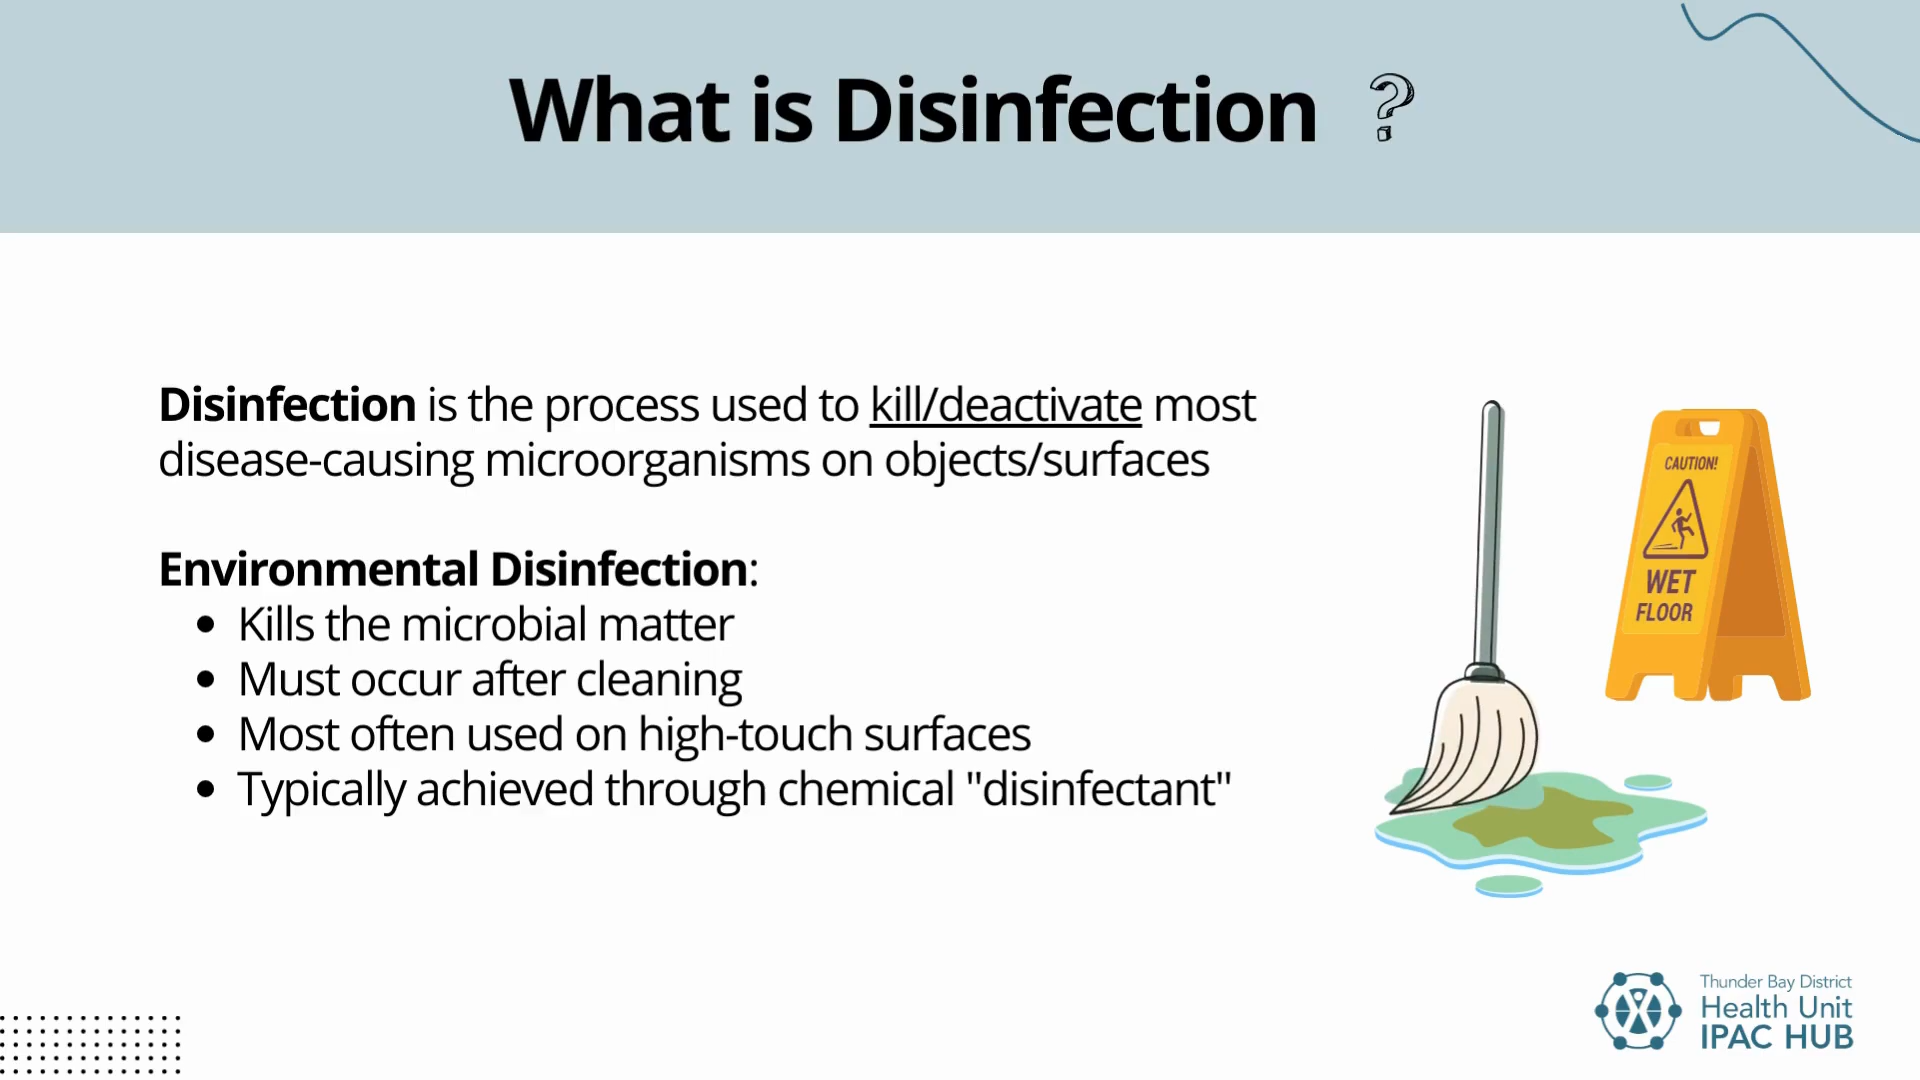 What is Disinfection ?
Disinfection is the process used to kill/deactivate most
disease-causing microorganisms on objects/surfaces
Environmental Disinfection:
• Kills the microbial matter
• Must occur after cleaning
• Most often used on high-touch surfaces
• Typically achieved through chemical "disinfectant"
CAUTION!
WET
FLOOR
Thunder Bay District
Health Unit
IPAC HUB